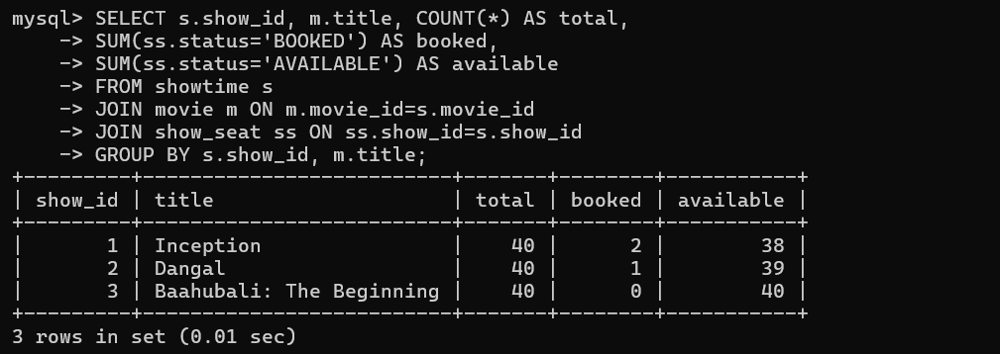 mysql> SELECT s.show_id, m.title, COUNT(*) AS total,
    -> SUM(ss.status='BOOKED') AS booked,
    -> SUM(ss.status='AVAILABLE') AS available
    -> FROM showtime s
    -> JOIN movie m ON m.movie_id=s.movie_id
    -> JOIN show_seat ss ON ss.show_id=s.show_id
    -> GROUP BY s.show_id, m.title;
+---------+-------------------------+-------+--------+-----------+
| show_id | title                   | total | booked | available |
+---------+-------------------------+-------+--------+-----------+
|       1 | Inception               |    40 |      2 |        38 |
|       2 | Dangal                  |    40 |      1 |        39 |
|       3 | Baahubali: The Beginning |    40 |      0 |        40 |
+---------+-------------------------+-------+--------+-----------+
3 rows in set (0.01 sec)